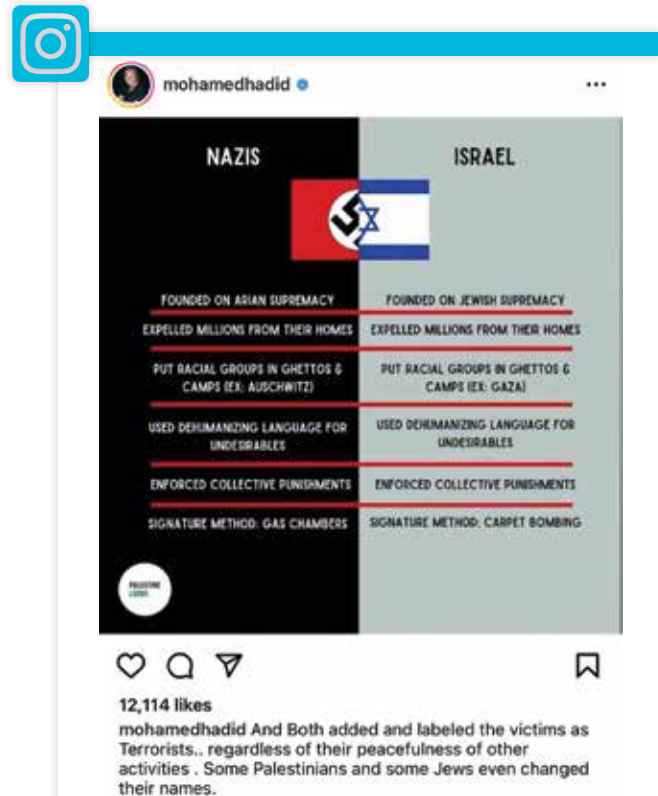 mohamedhadid
NAZIS
ISRAEL
FOUNDED ON ARIAN SUPREMACY
FOUNDED ON JEWISH SUPREMACY
EXPELLED MILLIONS FROM THEIR HOMES
EXPELLED MILLIONS FROM THEIR HOMES
PUT RACIAL GROUPS IN GHETTOS &
CAMPS (EX: AUSCHWITZ)
PUT RACIAL GROUPS IN GHETTOS &
CAMPS (EX: GAZA)
USED DEHUMANIZING LANGUAGE FOR
UNDESIRABLES
USED DEHUMANIZING LANGUAGE FOR
UNDESIRABLES
ENFORCED COLLECTIVE PUNISHMENTS
ENFORCED COLLECTIVE PUNISHMENTS
SIGNATURE METHOD: GAS CHAMBERS
SIGNATURE METHOD: CARPET BOMBING
PALESTINE
12,114 likes
mohamedhadid And Both added and labeled the victims as
Terrorists.. regardless of their peacefulness of other
activities . Some Palestinians and some Jews even changed
their names.